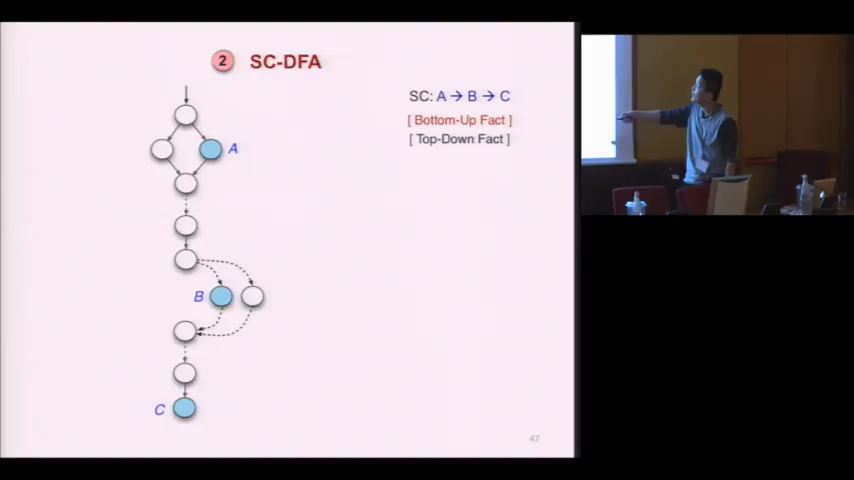 2 SC-DFA
SC: A → B → C
[ Bottom-Up Fact ]
[ Top-Down Fact ]
A
B
C
47